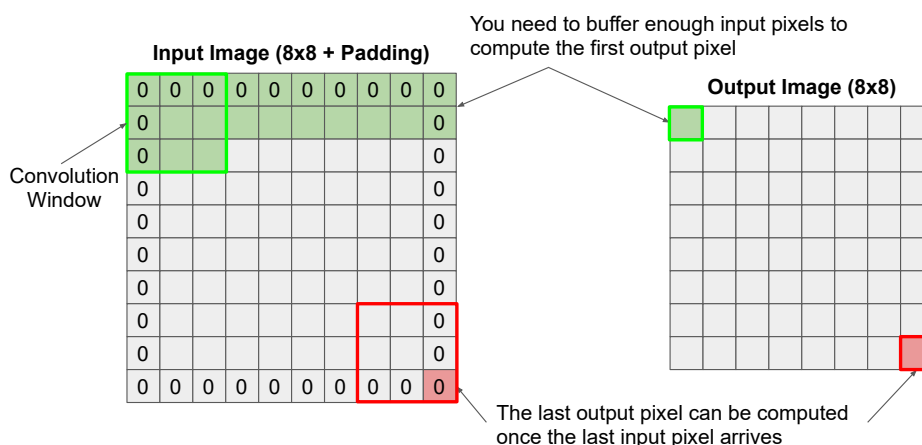 You need to buffer enough input pixels to
compute the first output pixel
Input Image (8x8 + Padding)
Output Image (8x8)
0 0 0 0 0 0 0 0 0 0
0 0
0 0
Convolution
Window
0 0
0 0
0 0
0 0
0 0
0 0
0 0 0 0 0 0 0 0 0 0
The last output pixel can be computed
once the last input pixel arrives